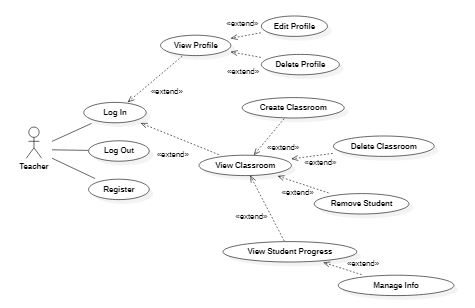 «extend»
Edit Profile
View Profile
Delete Profile
«extend»
«extend»
Create Classroom
Log In
«extend»
Delete Classroom
Log Out
«extend»
«extend»
View Classroom
Teacher
Register
«extend»
Remove Student
«extend»
View Student Progress
«extend»
Manage Info